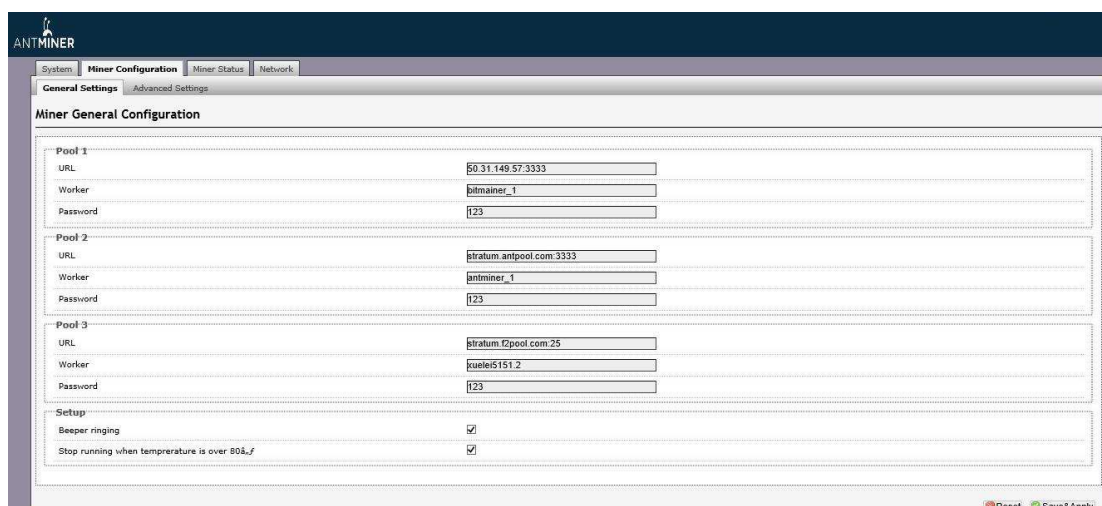 ANTMINER
System Miner Configuration Miner Status Network
General Settings Advanced Settings
Miner General Configuration
Pool 1
URL 50.31.149.57:3333
Worker bitmainer_1
Password 123
Pool 2
URL stratum.antpool.com:3333
Worker antminer_1
Password 123
Pool 3
URL stratum.f2pool.com:25
Worker xuelei5151.2
Password 123
Setup
Beeper ringing
Stop running when temprerature is over 80â„ƒ
Reset Save&Apply